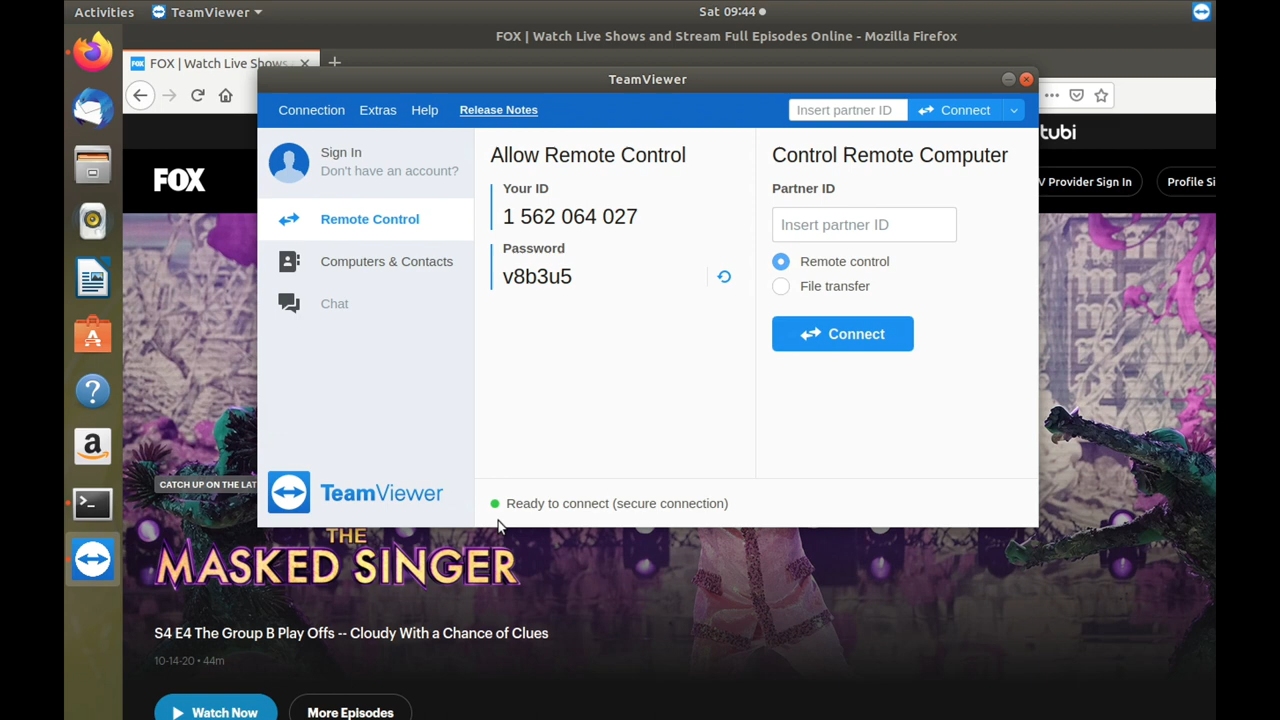 Activities
TeamViewer
Sat 09:44
FOX | Watch Live Shows and Stream Full Episodes Online - Mozilla Firefox
FOX | Watch Live Shows
TeamViewer
Connection Extras Help Release Notes
Insert partner ID
Connect
tubi
Sign In
Don't have an account?
Remote Control
Computers & Contacts
Chat
TeamViewer
Allow Remote Control
Your ID
1 562 064 027
Password
v8b3u5
Control Remote Computer
Partner ID
Insert partner ID
Remote control
File transfer
Connect
Ready to connect (secure connection)
FOX
V Provider Sign In
Profile Si
CATCH UP ON THE LAT
THE
MASKED SINGER
S4 E4 The Group B Play Offs -- Cloudy With a Chance of Clues
10-14-20 • 44m
Watch Now
More Episodes